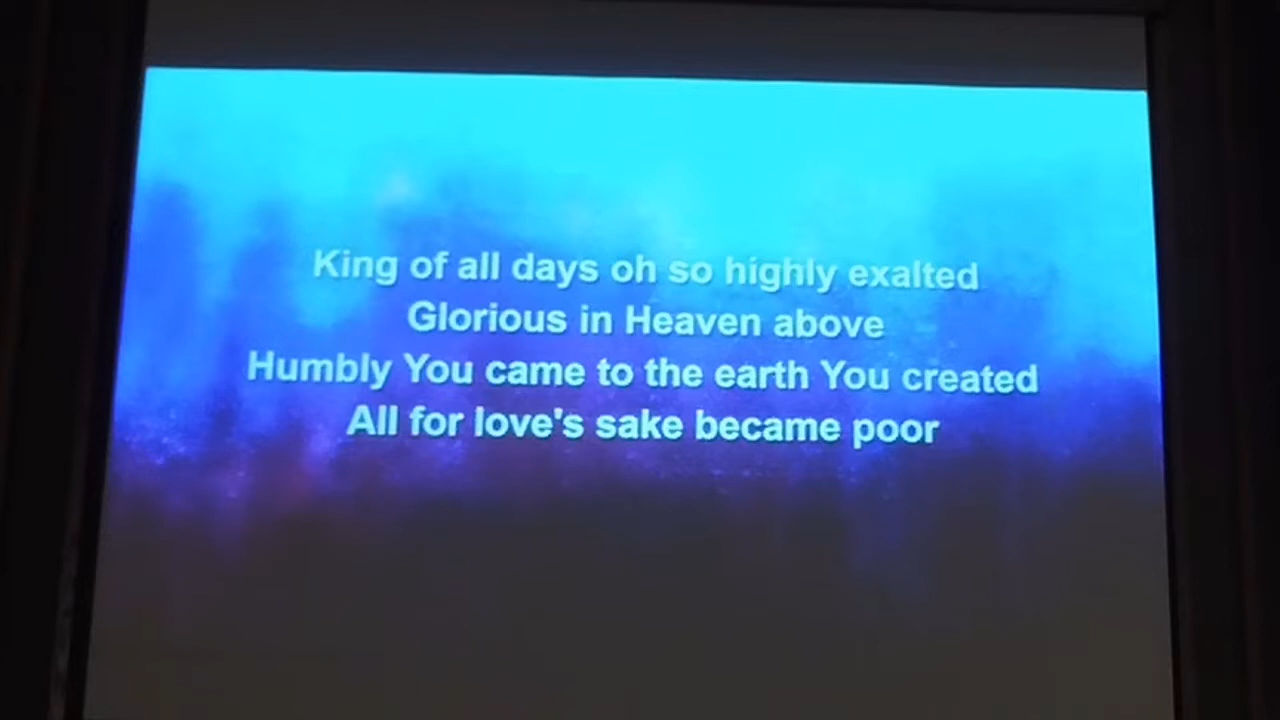 King of all days oh so highly exalted
Glorious in Heaven above
Humbly You came to the earth You created
All for love's sake became poor